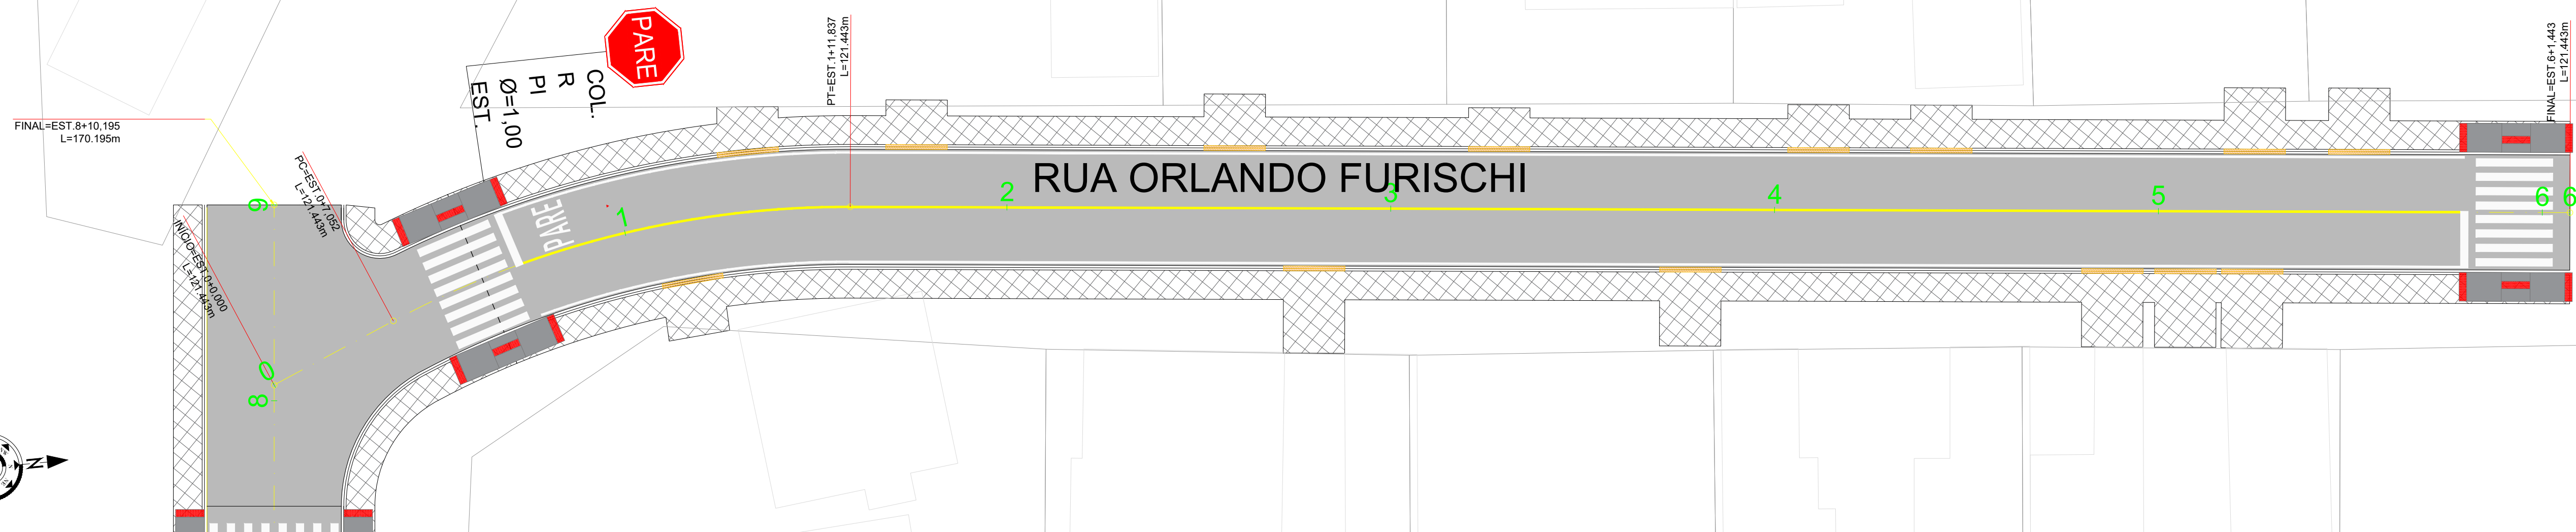 FINAL=EST.8+10,195
L=170.195m
PC=EST.0+7,052
L=121.443m
INÍCIO=EST.0+0,000
L=121.443m
PARE
COL.
R
PI
Ø=1,00
EST.
PT=EST.1+11,837
L=121.443m
FINAL=EST.6+1,443
L=121.443m
RUA ORLANDO FURISCHI
PARE
1
2
3
4
5
6
6
9
0
8
N